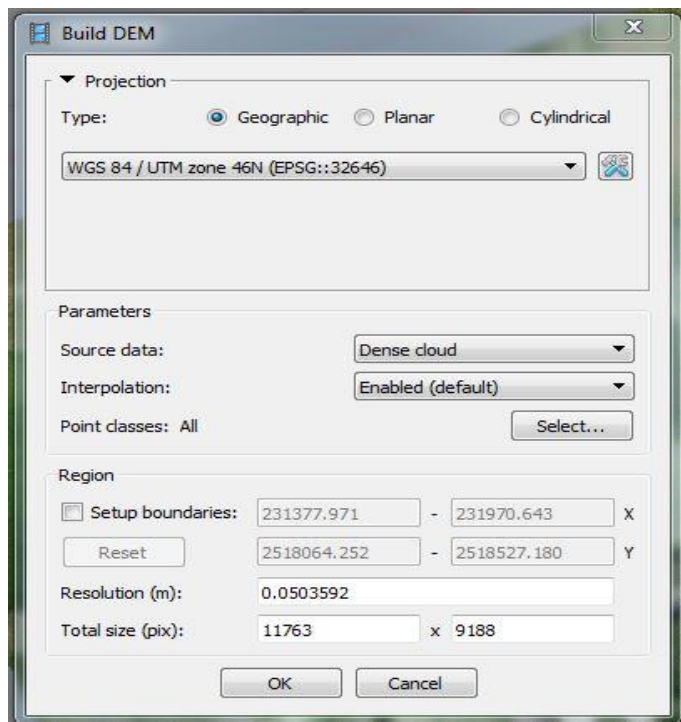 Build DEM
Projection
Type: Geographic Planar Cylindrical
WGS 84 / UTM zone 46N (EPSG::32646)
Parameters
Source data: Dense cloud
Interpolation: Enabled (default)
Point classes: All Select...
Region
Setup boundaries: 231377.971 - 231970.643 X
Reset 2518064.252 - 2518527.180 Y
Resolution (m): 0.0503592
Total size (pix): 11763 x 9188
OK Cancel